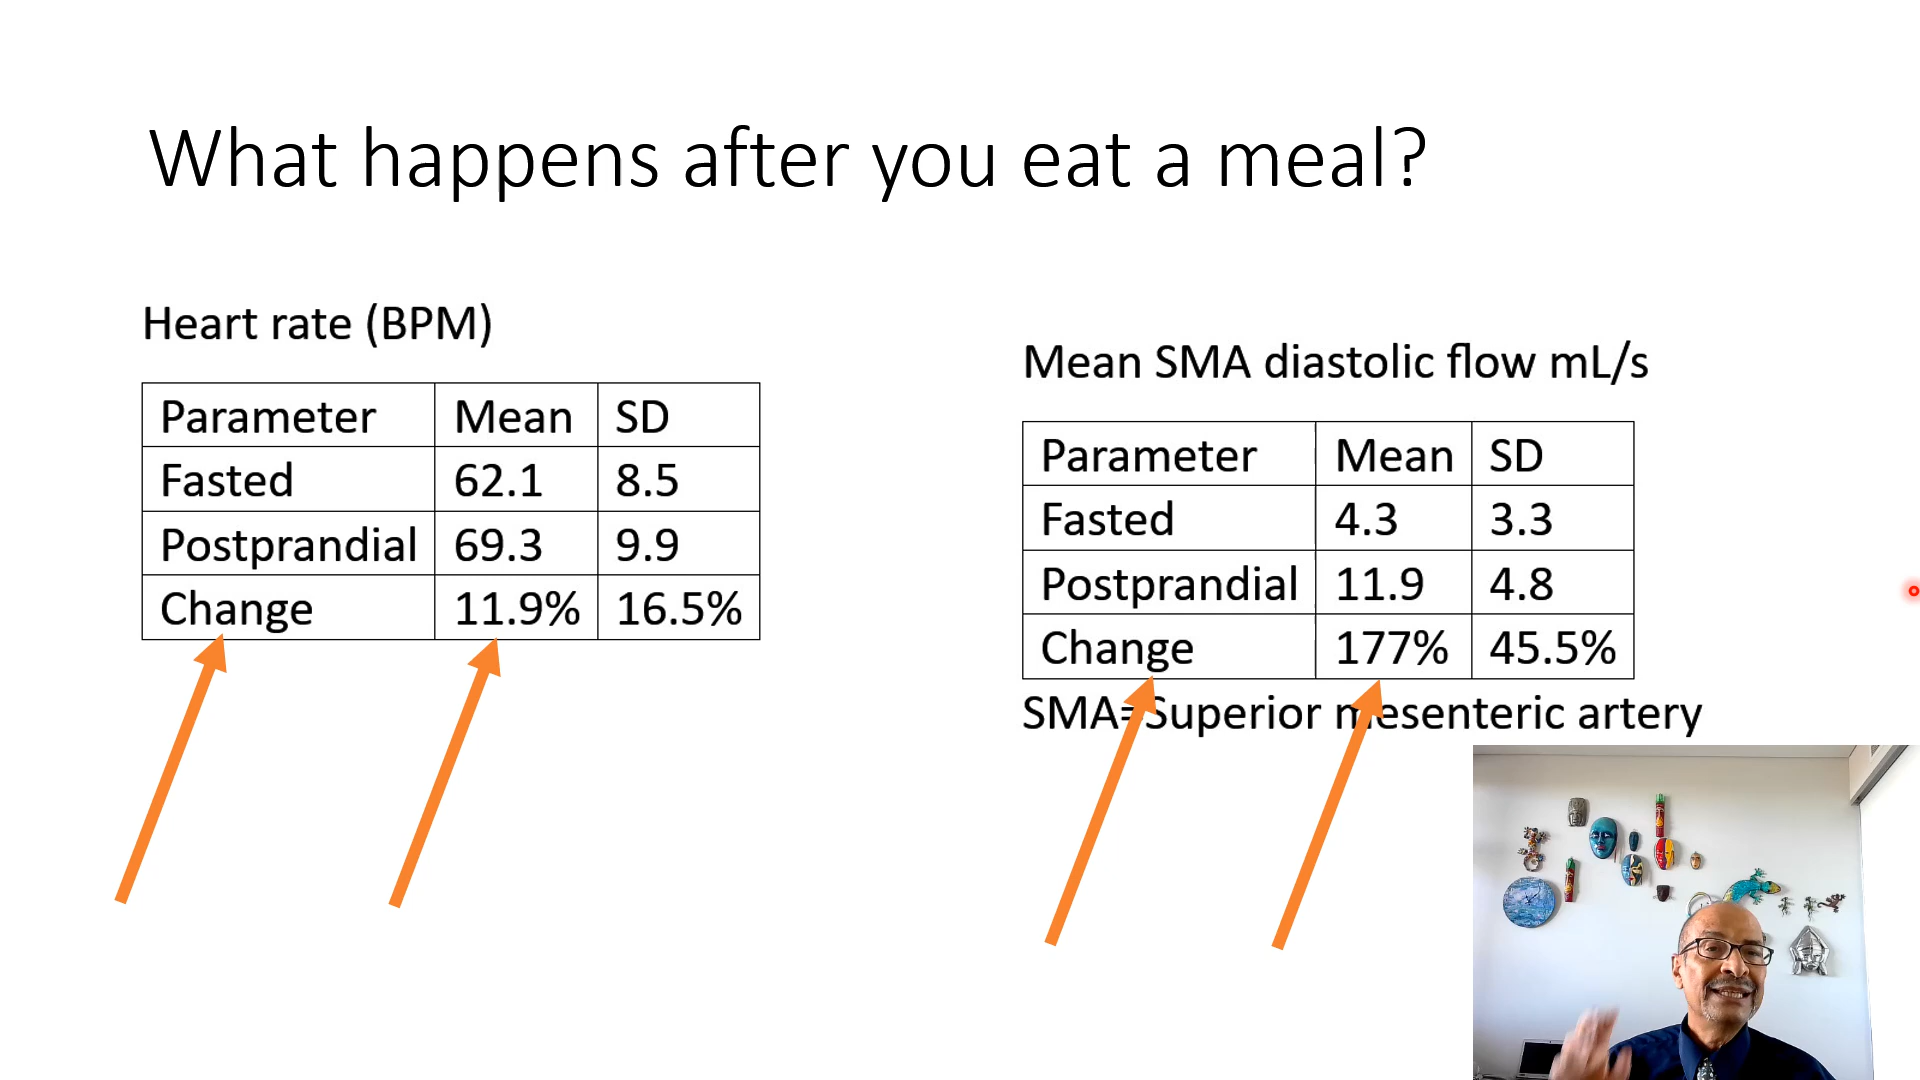 What happens after you eat a meal?
Heart rate (BPM)
Parameter Mean SD
Fasted 62.1 8.5
Postprandial 69.3 9.9
Change 11.9% 16.5%
Mean SMA diastolic flow mL/s
Parameter Mean SD
Fasted 4.3 3.3
Postprandial 11.9 4.8
Change 177% 45.5%
SMA=Superior mesenteric artery